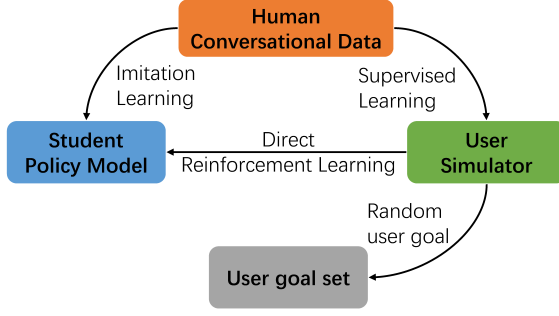 Human
Conversational Data
Imitation
Learning
Supervised
Learning
Student
Policy Model
Direct
Reinforcement Learning
User
Simulator
Random
user goal
User goal set